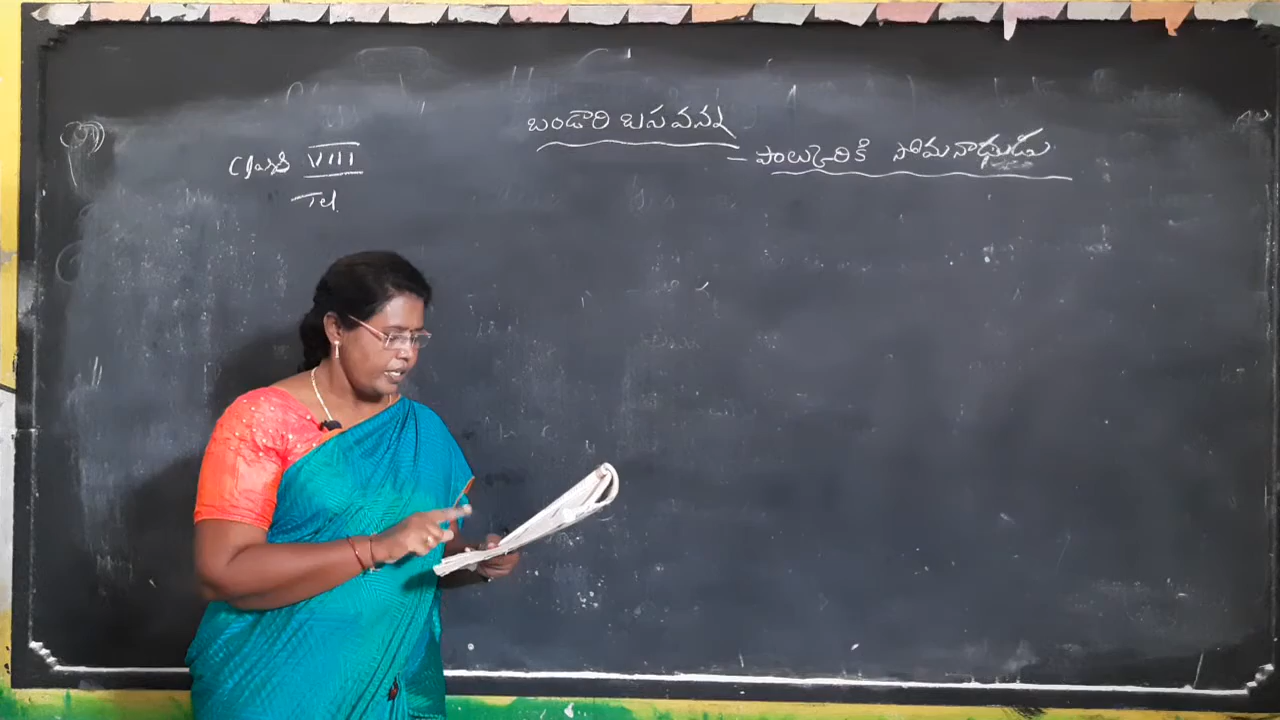 బండారి బసవన్న
– పాల్కురికి సోమనాథుడు
Class VIII
Tel.